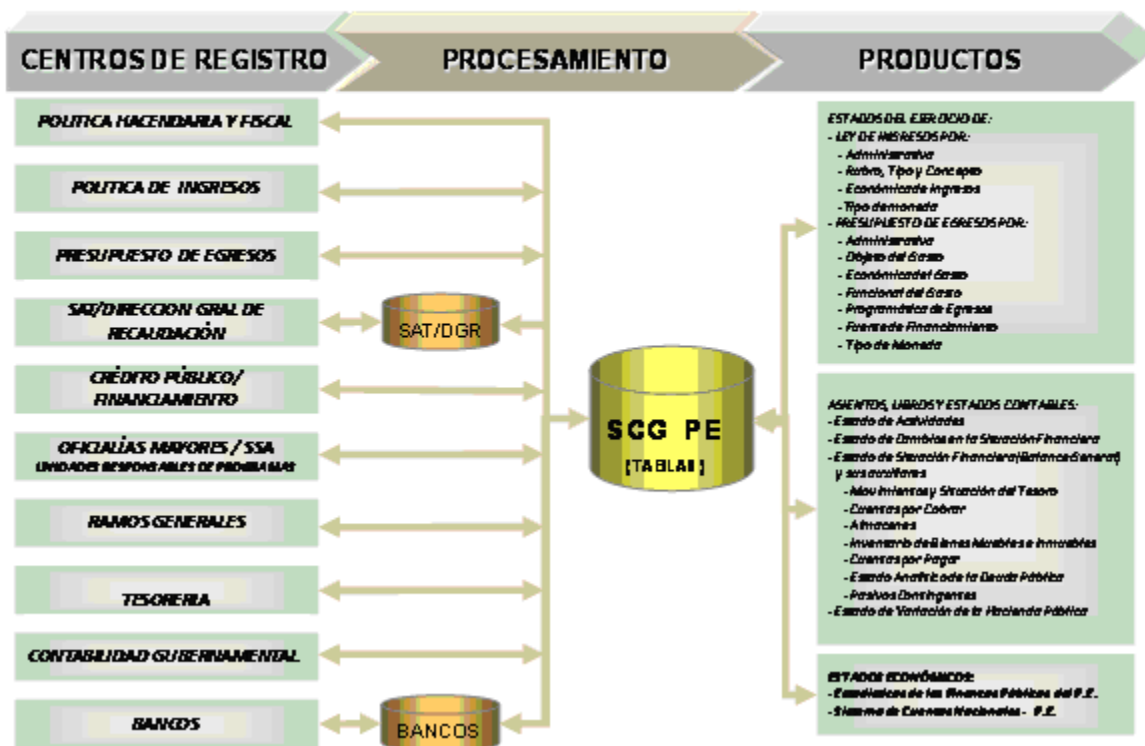 CENTROS DE REGISTRO
PROCESAMIENTO
PRODUCTOS
POLITICA HACENDARIA Y FISCAL
POLITICA DE INGRESOS
PRESUPUESTO DE EGRESOS
SAT/DIRECCION GRAL DE
RECAUDACIÓN
CRÉDITO PÚBLICO/
FINANCIAMIENTO
OFICIALÍAS MAYORES / SSA
UNIDADES RESPONSABLES DE PROGRAMAS
RAMOS GENERALES
TESORERIA
CONTABILIDAD GUBERNAMENTAL
BANCOS
SAT/DGR
BANCOS
SCG PE
ESTADOS DEL EJERCICIO DE:
- LEY DE INGRESOS POR:
- Administrativa
- Rubro, Tipo y Concepto
- Económica de Ingresos
- Tipo de moneda
- PRESUPUESTO DE EGRESOS POR:
- Administrativa
- Objeto del Gasto
- Económica del Gasto
- Funcional del Gasto
- Programática de Egresos
- Fuente de Financiamiento
- Tipo de Moneda
ASIENTOS, LIBROS Y ESTADOS CONTABLES:
- Estado de Actividades
- Estado de Cambios en la Situación Financiera
- Estado de Situación Financiera (Balance General)
y sus auxiliares
- Movimientos y Situación del Tesoro
- Cuentas por Cobrar
- Almacenes
- Inventario de Bienes Muebles e Inmuebles
- Cuentas por Pagar
- Estado Analítico de la Deuda Pública
- Pasivos Contingentes
- Estado de Variación de la Hacienda Pública
ESTADOS ECONÓMICOS:
- Estadísticas de las Finanzas Públicas del P.E.
- Sistema de Cuentas Nacionales - P.E.